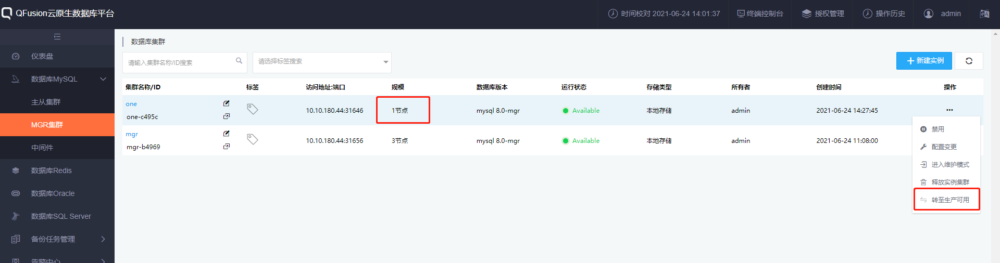 QFusion云原生数据库平台
时间校对 2021-06-24 14:01:37
终端控制台
授权管理
操作历史
admin
仪表盘
数据库MySQL
主从集群
MGR集群
中间件
数据库Redis
数据库Oracle
数据库SQL Server
备份任务管理
告警中心
数据库集群
请输入集群名称/ID搜索
请选择标签搜索
新建实例
集群名称/ID 标签 访问地址:端口 规模 数据库版本 运行状态 存储类型 所有者 创建时间 操作
one
one-c495c
10.10.180.44:31646 1节点 mysql 8.0-mgr Available 本地存储 admin 2021-06-24 14:27:45
mgr
mgr-b4969
10.10.180.44:31656 3节点 mysql 8.0-mgr Available 本地存储 admin 2021-06-24 11:08:00
禁用
配置变更
进入维护模式
释放实例集群
转至生产可用